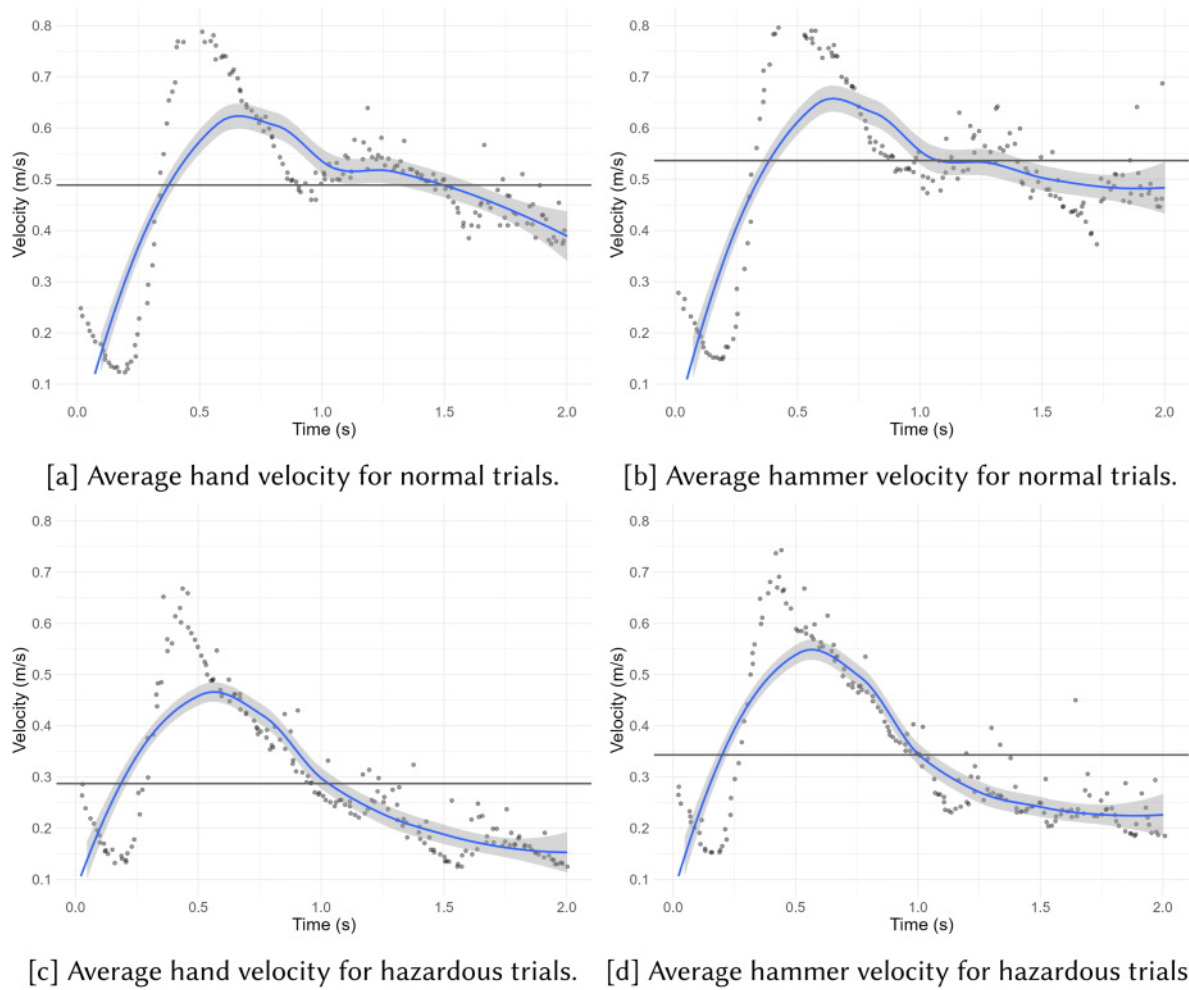 0.8
0.7
0.6
0.5
0.4
0.3
0.2
0.1
Velocity (m/s)
0.0 0.5 1.0 1.5 2.0
Time (s)
[a] Average hand velocity for normal trials.
0.8
0.7
0.6
0.5
0.4
0.3
0.2
0.1
Velocity (m/s)
0.0 0.5 1.0 1.5 2.0
Time (s)
[b] Average hammer velocity for normal trials.
0.8
0.7
0.6
0.5
0.4
0.3
0.2
0.1
Velocity (m/s)
0.0 0.5 1.0 1.5 2.0
Time (s)
[c] Average hand velocity for hazardous trials.
0.8
0.7
0.6
0.5
0.4
0.3
0.2
0.1
Velocity (m/s)
0.0 0.5 1.0 1.5 2.0
Time (s)
[d] Average hammer velocity for hazardous trials